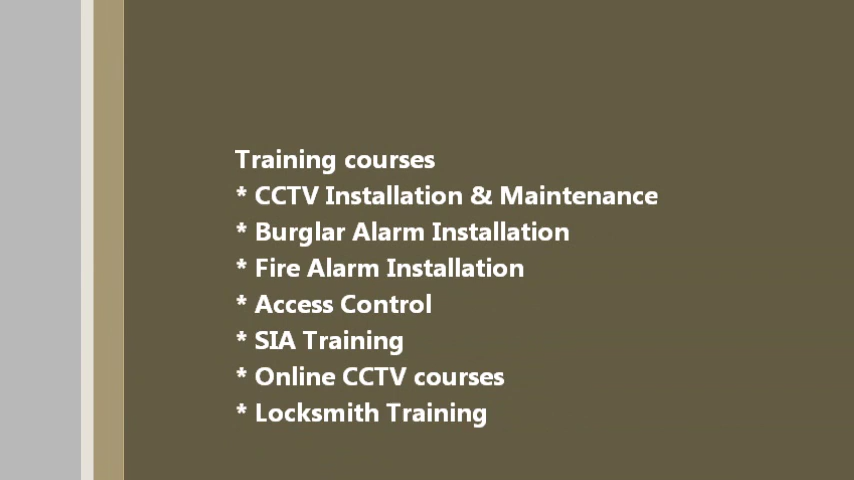 Training courses
* CCTV Installation & Maintenance
* Burglar Alarm Installation
* Fire Alarm Installation
* Access Control
* SIA Training
* Online CCTV courses
* Locksmith Training